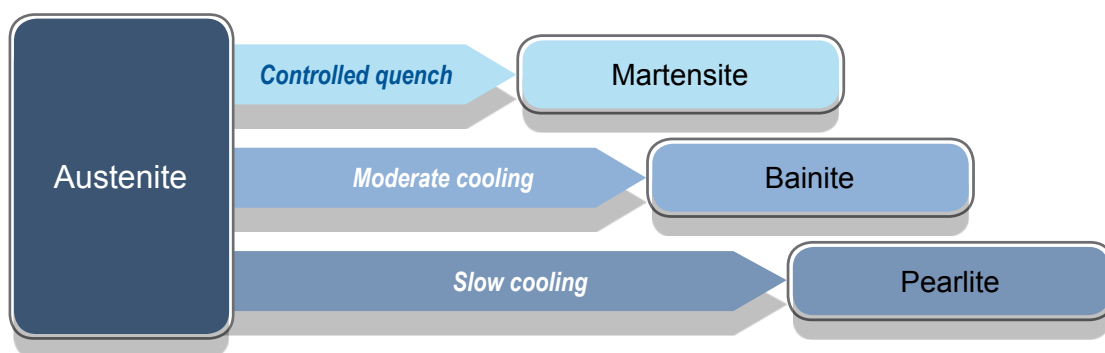 Controlled quench
Martensite
Austenite
Moderate cooling
Bainite
Slow cooling
Pearlite